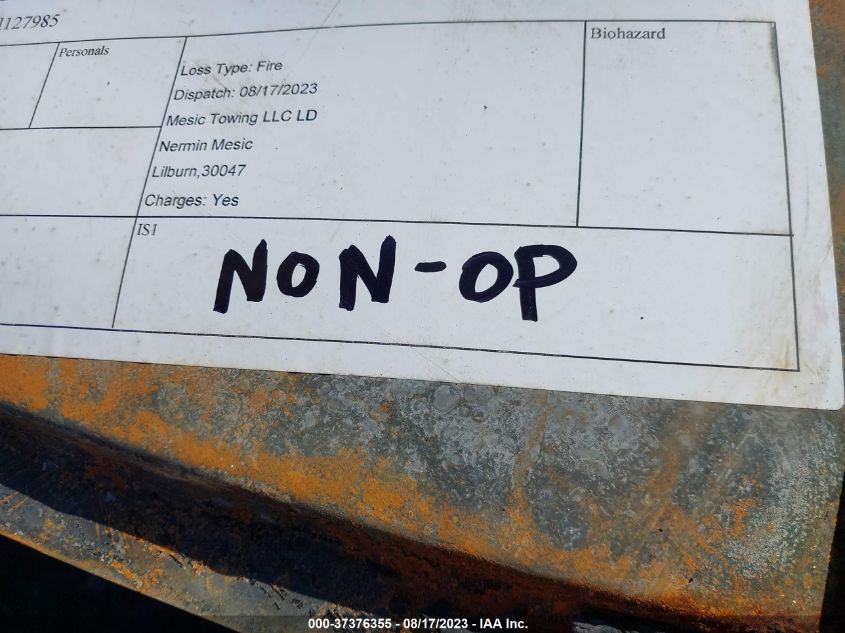 1127985
Personals
Loss Type: Fire
Dispatch: 08/17/2023
Mesic Towing LLC LD
Nermin Mesic
Lilburn,30047
Charges: Yes
Biohazard
IS1
NON-OP
000-37376355 - 08/17/2023 - IAA Inc.